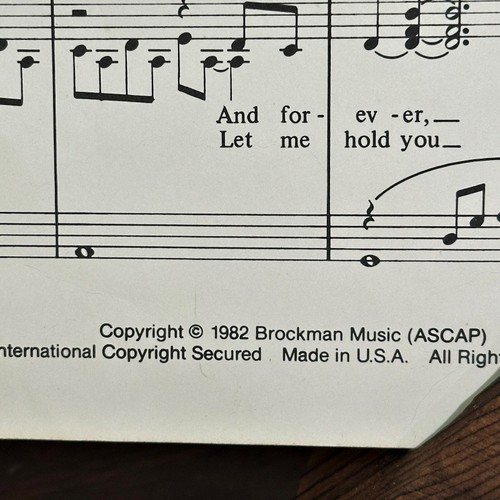 And for- ev -er,
Let me hold you
Copyright © 1982 Brockman Music (ASCAP)
nternational Copyright Secured Made in U.S.A. All Right